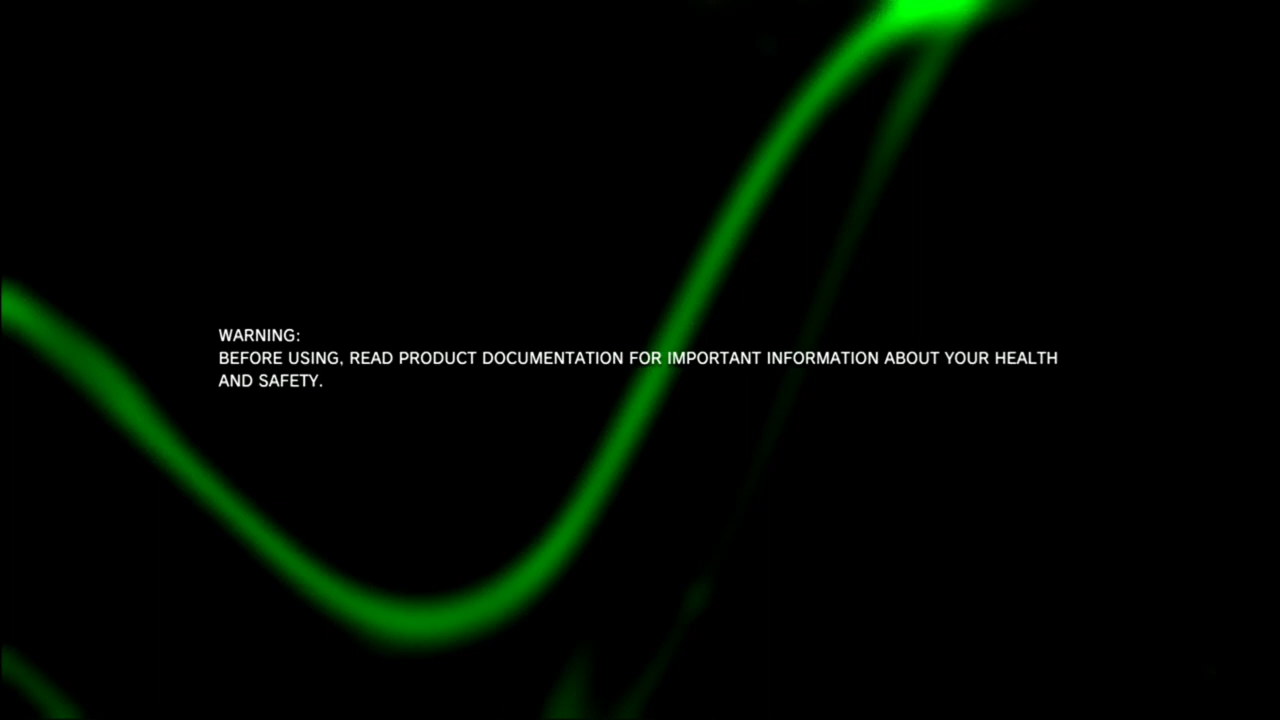 WARNING:
BEFORE USING, READ PRODUCT DOCUMENTATION FOR IMPORTANT INFORMATION ABOUT YOUR HEALTH
AND SAFETY.